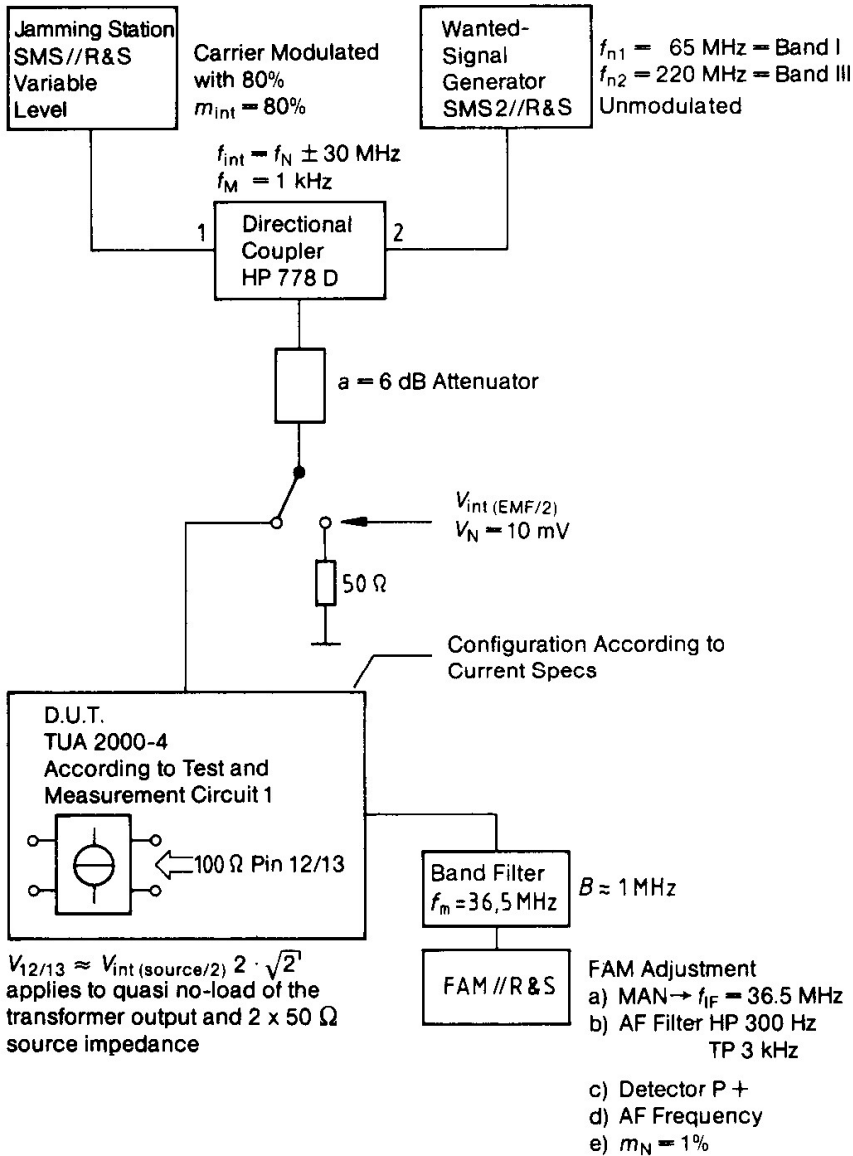 Jamming Station
SMS//R&S
Variable
Level
Carrier Modulated
with 80%
m_int = 80%
Wanted-
Signal
Generator
SMS2//R&S
f_n1 = 65 MHz = Band I
f_n2 = 220 MHz = Band III
Unmodulated
f_int = f_N ± 30 MHz
f_M = 1 kHz
1
Directional
Coupler
HP 778 D
2
a = 6 dB Attenuator
V_int (EMF/2)
V_N = 10 mV
50 Ω
Configuration According to
Current Specs
D.U.T.
TUA 2000-4
According to Test and
Measurement Circuit 1
100 Ω Pin 12/13
Band Filter
f_m = 36,5 MHz
B ≈ 1 MHz
FAM//R&S
V_12/13 ≈ V_int (source/2) 2 · √2
applies to quasi no-load of the
transformer output and 2 x 50 Ω
source impedance
FAM Adjustment
a) MAN → f_IF = 36.5 MHz
b) AF Filter HP 300 Hz
TP 3 kHz
c) Detector P +
d) AF Frequency
e) m_N = 1%